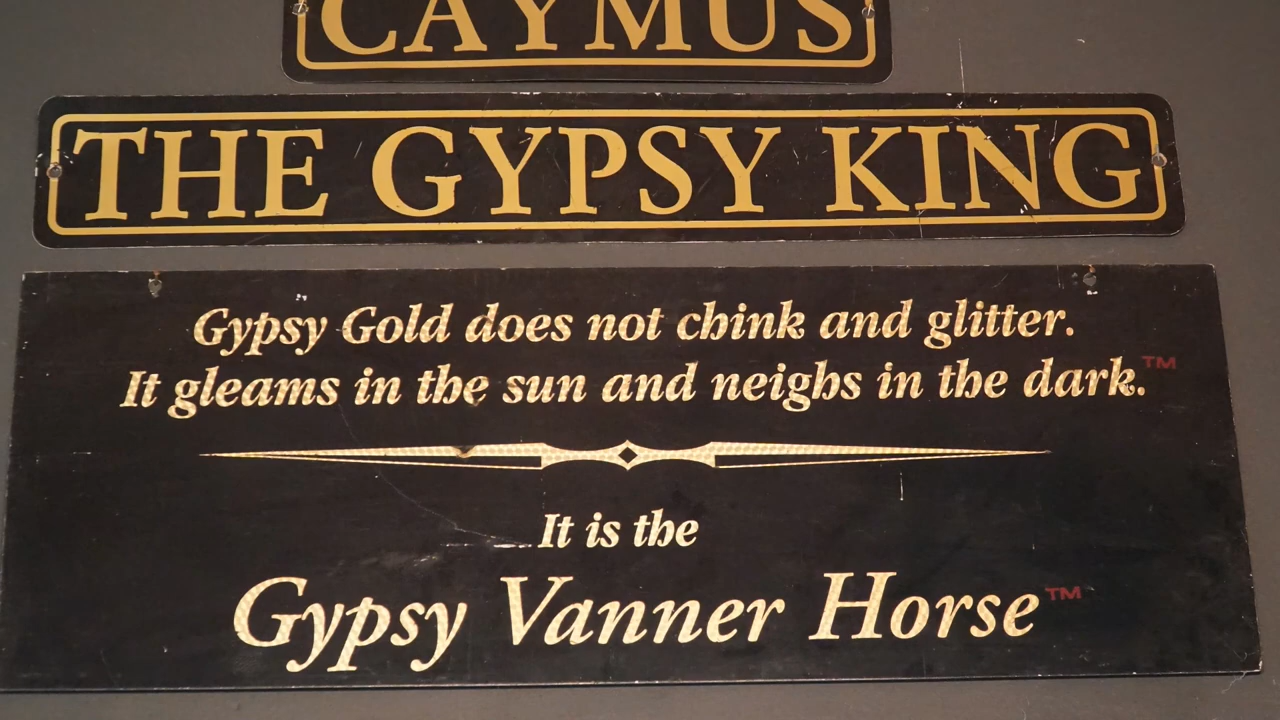 CAYMUS
THE GYPSY KING
Gypsy Gold does not chink and glitter.
It gleams in the sun and neighs in the dark.™
It is the
Gypsy Vanner Horse™